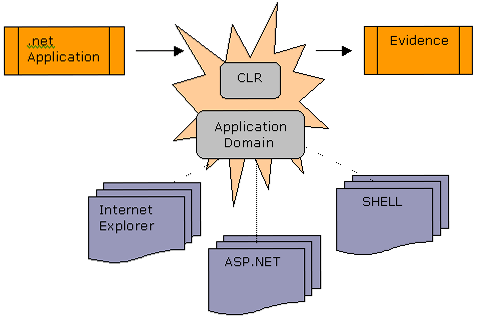 .net
Application
CLR
Application
Domain
Evidence
Internet
Explorer
ASP.NET
SHELL